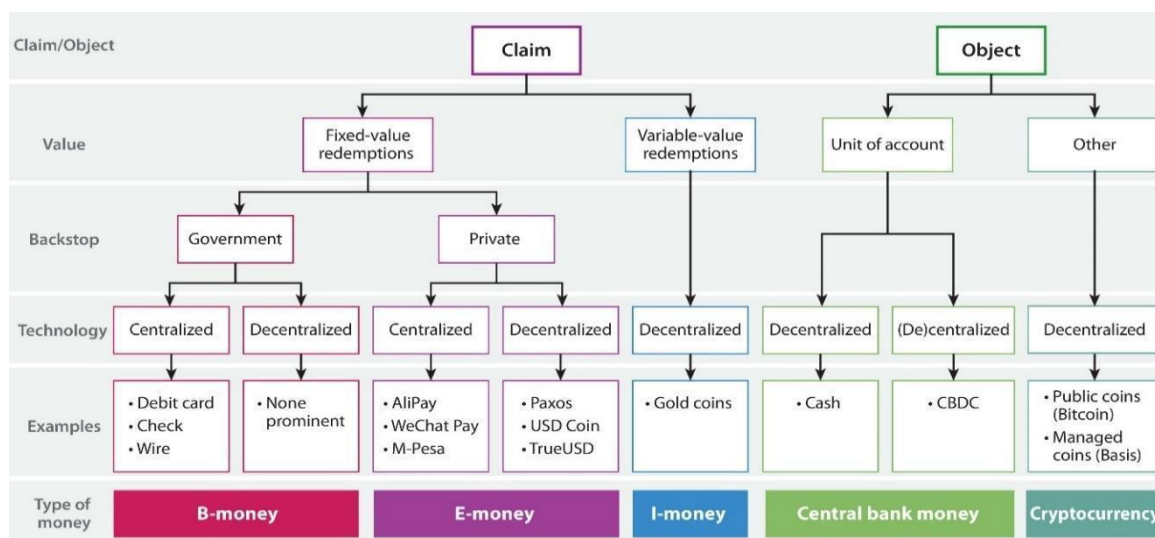 Claim/Object
Claim
Object
Value
Fixed-value
redemptions
Variable-value
redemptions
Unit of account
Other
Backstop
Government
Private
Technology
Centralized
Decentralized
Centralized
Decentralized
Decentralized
Decentralized
(De)centralized
Decentralized
Examples
• Debit card
• Check
• Wire
• None
prominent
• AliPay
• WeChat Pay
• M-Pesa
• Paxos
• USD Coin
• TrueUSD
• Gold coins
• Cash
• CBDC
• Public coins
(Bitcoin)
• Managed
coins (Basis)
Type of
money
B-money
E-money
I-money
Central bank money
Cryptocurrency